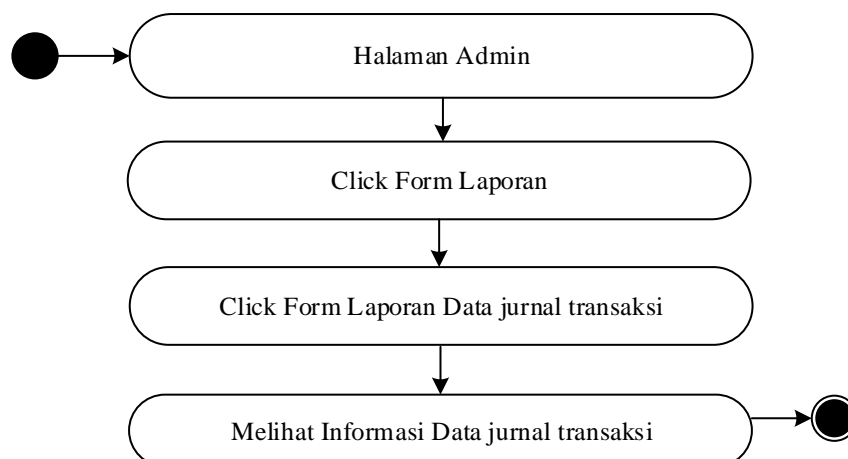 Halaman Admin
Click Form Laporan
Click Form Laporan Data jurnal transaksi
Melihat Informasi Data jurnal transaksi